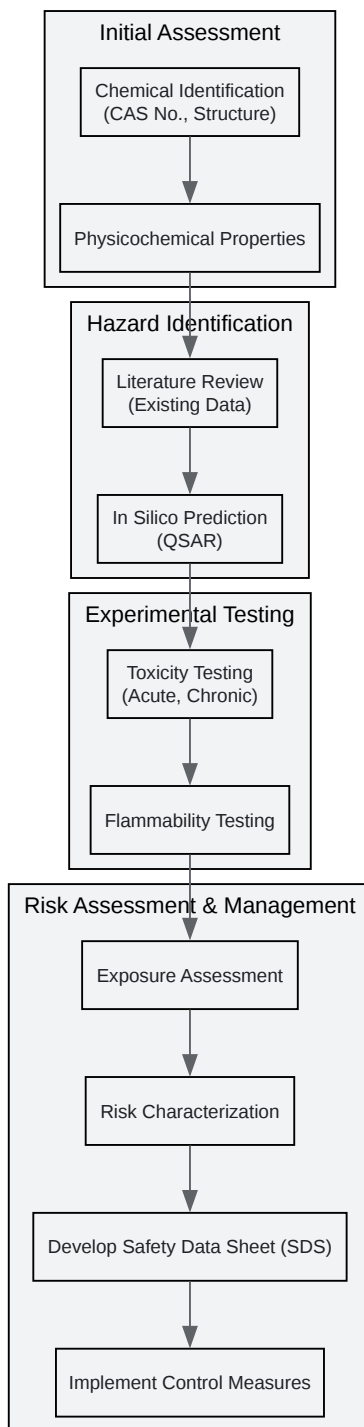 Initial Assessment
Chemical Identification
(CAS No., Structure)
Physicochemical Properties
Hazard Identification
Literature Review
(Existing Data)
In Silico Prediction
(QSAR)
Experimental Testing
Toxicity Testing
(Acute, Chronic)
Flammability Testing
Risk Assessment & Management
Exposure Assessment
Risk Characterization
Develop Safety Data Sheet (SDS)
Implement Control Measures